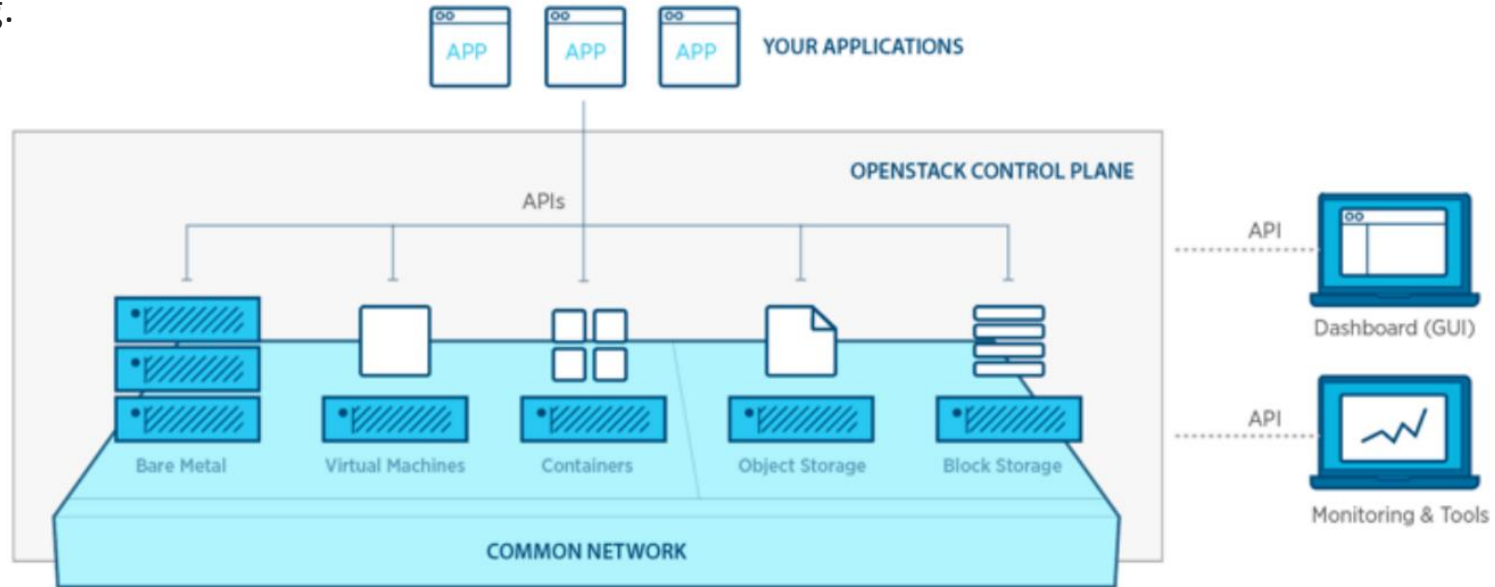 g.
APP APP APP YOUR APPLICATIONS
OPENSTACK CONTROL PLANE
APIs
API
Dashboard (GUI)
API
Bare Metal Virtual Machines Containers Object Storage Block Storage
Monitoring & Tools
COMMON NETWORK